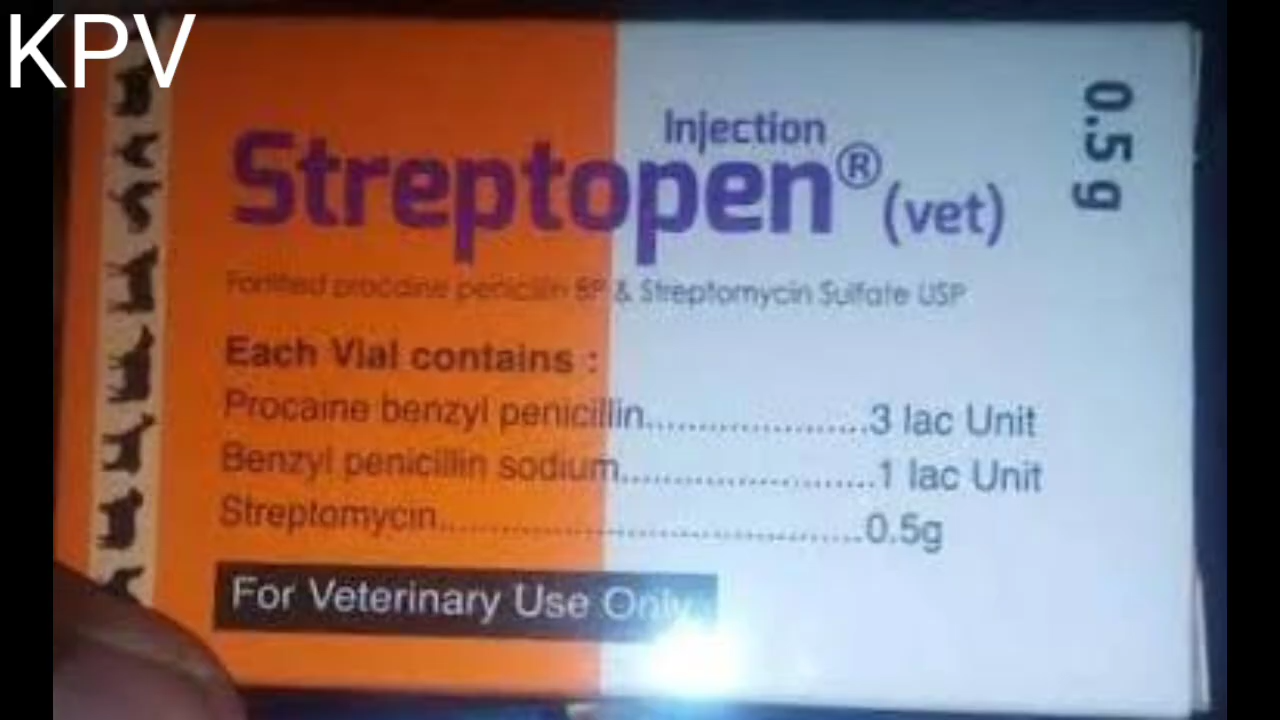 KPV
Injection
Streptopen® (vet)
0.5 g
Fortified procaine penicillin BP & Streptomycin Sulfate USP
Each Vial contains :
Procaine benzyl penicillin.....................3 lac Unit
Benzyl penicillin sodium........................1 lac Unit
Streptomycin........................................0.5g
For Veterinary Use Only